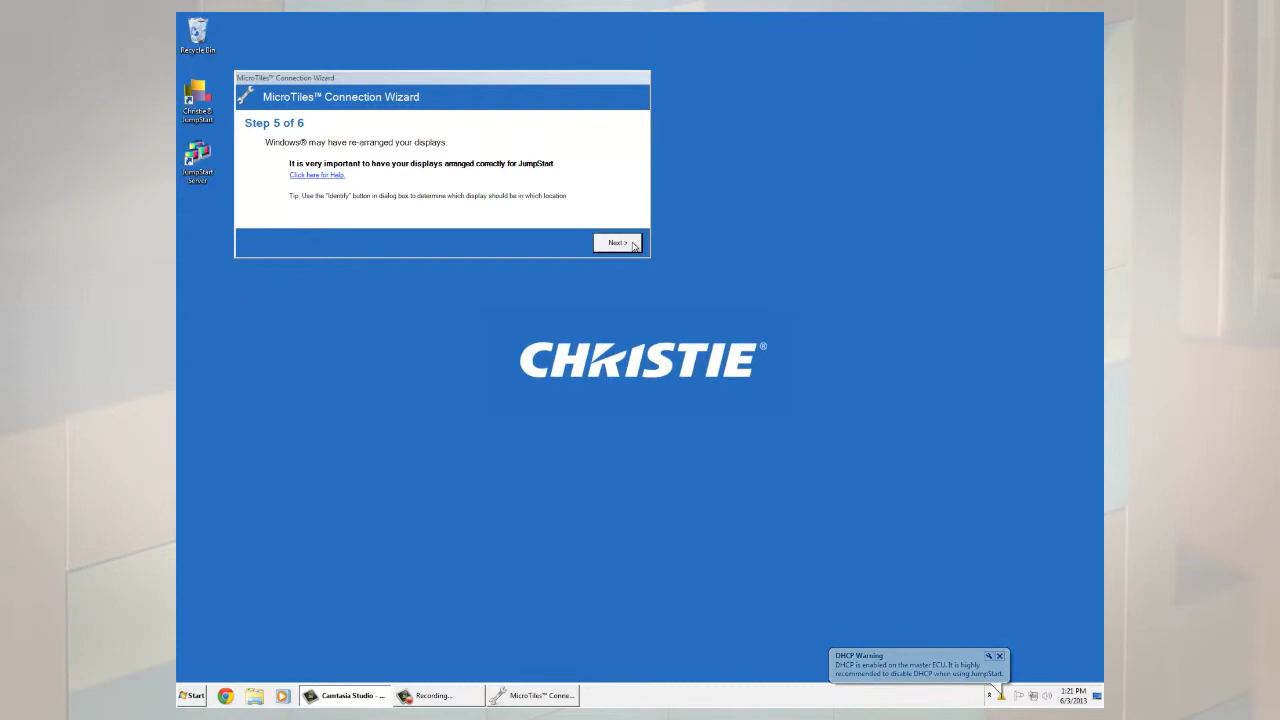 Recycle Bin
Christie®
JumpStart
JumpStart
Server
MicroTiles™ Connection Wizard
MicroTiles™ Connection Wizard
Step 5 of 6
Windows® may have re-arranged your displays.
It is very important to have your displays arranged correctly for JumpStart
Click here for Help.
Tip: Use the "Identify" button in dialog box to determine which display should be in which location
Next >
CHRISTIE®
DHCP Warning
DHCP is enabled on the master ECU. It is highly
recommended to disable DHCP when using JumpStart.
Start
Camtasia Studio - ...
Recording...
MicroTiles™ Conne...
1:21 PM
6/3/2013